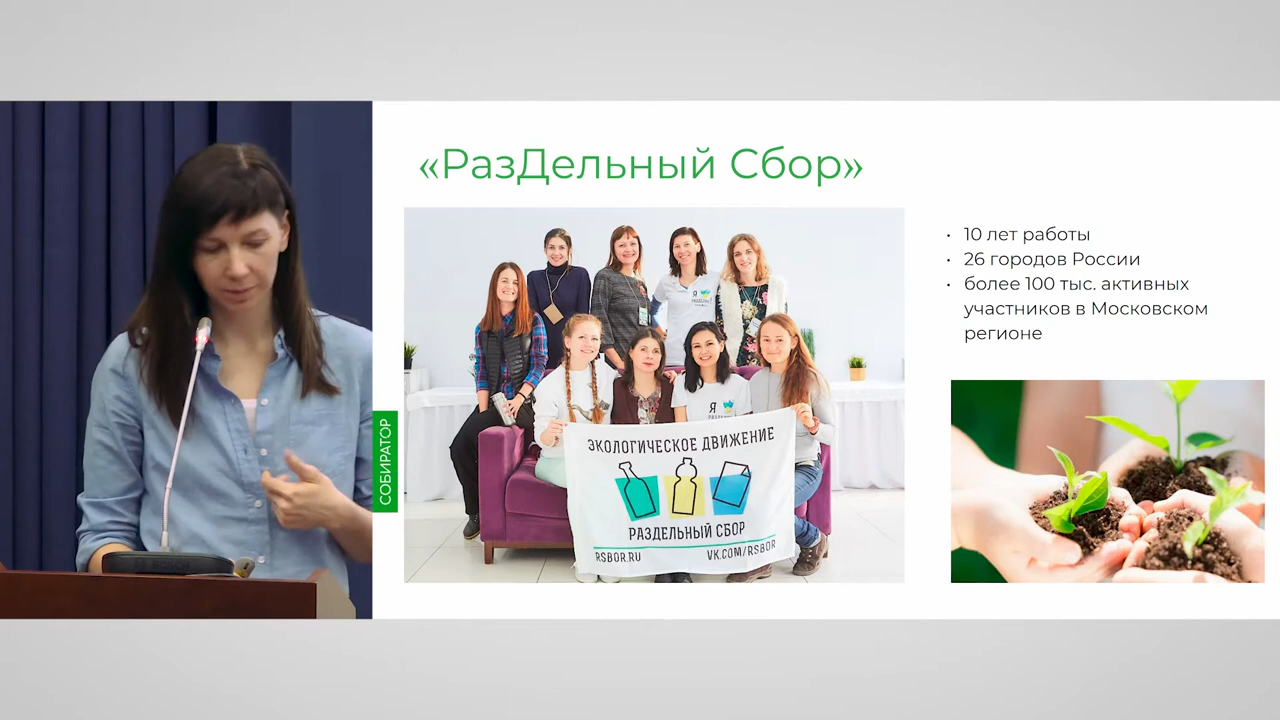 «РазДельный Сбор»
• 10 лет работы
• 26 городов России
• более 100 тыс. активных
участников в Московском
регионе
СОБИРАТОР
ЭКОЛОГИЧЕСКОЕ ДВИЖЕНИЕ
РАЗДЕЛЬНЫЙ СБОР
RSBOR.RU VK.COM/RSBOR
Я
BOSCH